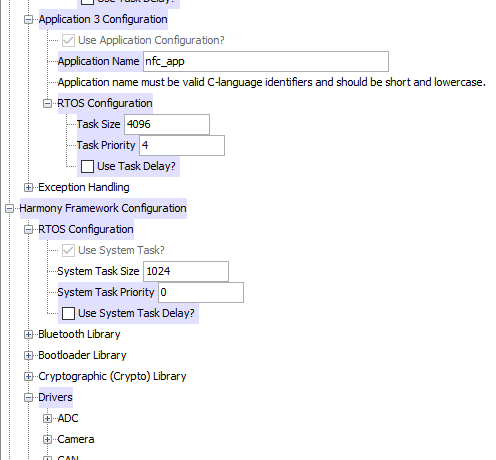 Use Task Delay?
Application 3 Configuration
Use Application Configuration?
Application Name nfc_app
Application name must be valid C-language identifiers and should be short and lowercase.
RTOS Configuration
Task Size 4096
Task Priority 4
Use Task Delay?
Exception Handling
Harmony Framework Configuration
RTOS Configuration
Use System Task?
System Task Size 1024
System Task Priority 0
Use System Task Delay?
Bluetooth Library
Bootloader Library
Cryptographic (Crypto) Library
Drivers
ADC
Camera
CAN